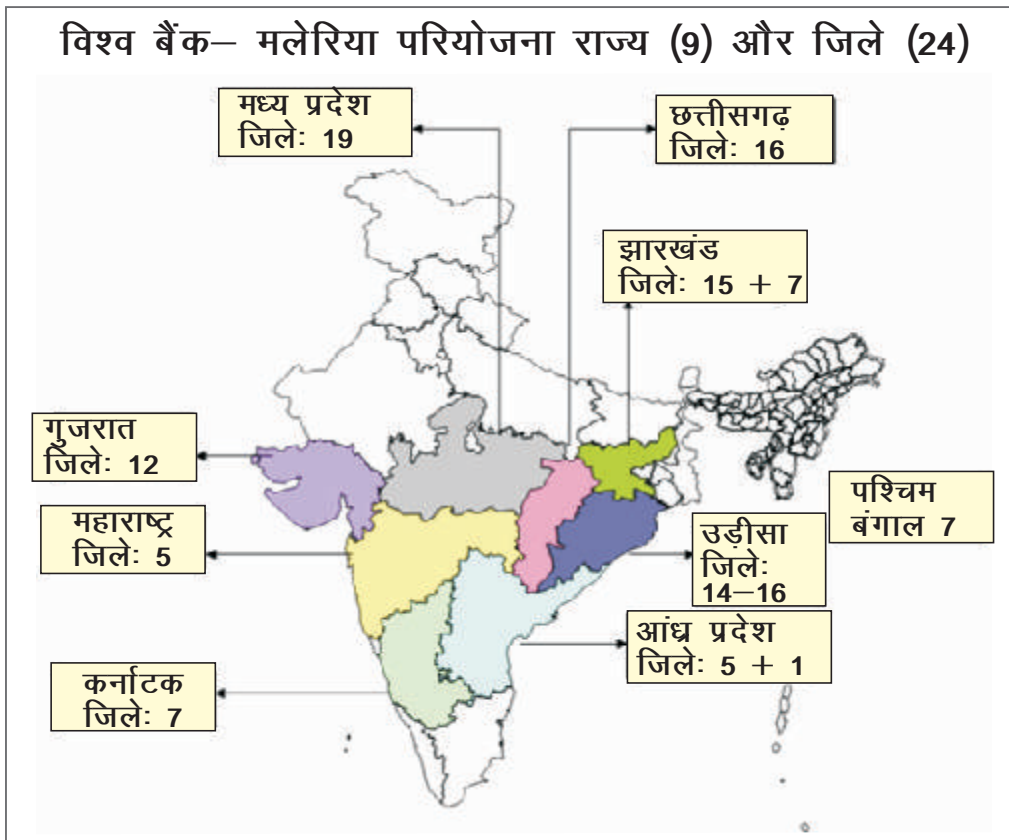 विश्व बैंक– मलेरिया परियोजना राज्य (9) और जिले (24)
मध्य प्रदेश
जिले: 19
छत्तीसगढ़
जिले: 16
झारखंड
जिले: 15 + 7
गुजरात
जिले: 12
महाराष्ट्र
जिले: 5
पश्चिम
बंगाल 7
उड़ीसा
जिले:
14–16
आंध्र प्रदेश
जिले: 5 + 1
कर्नाटक
जिले: 7